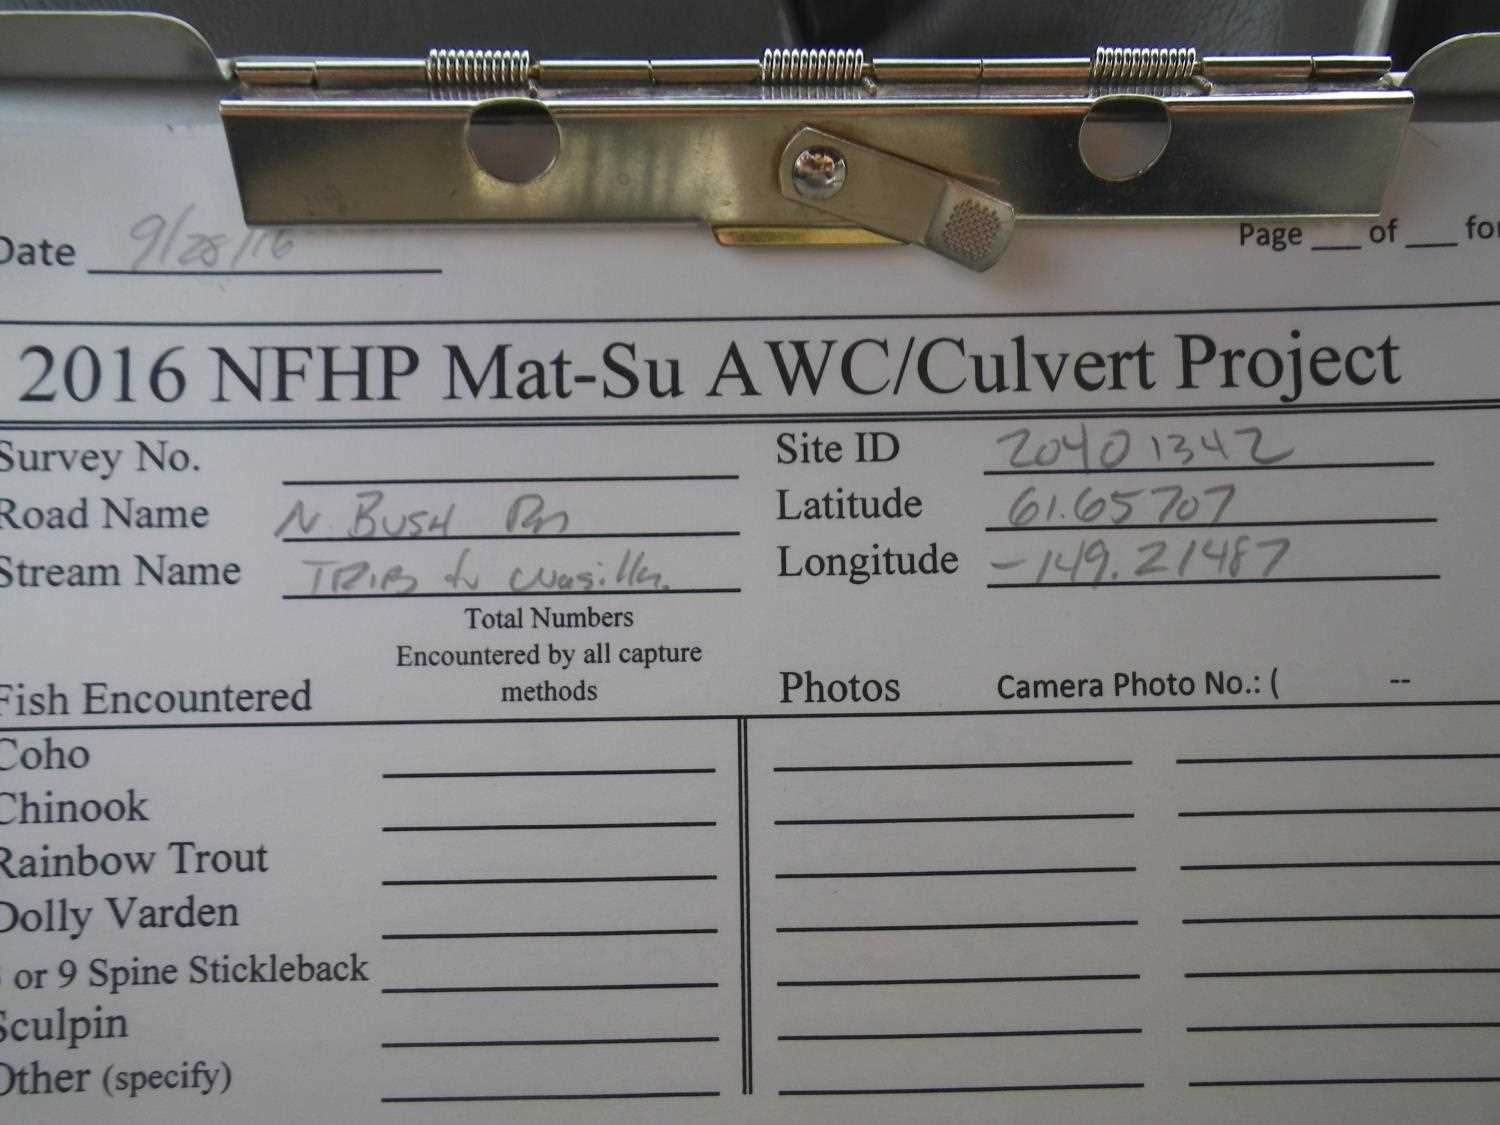 Date 9/28/16
Page ___ of ___ for
2016 NFHP Mat-Su AWC/Culvert Project
Survey No.
Site ID 20401342
Road Name N. BUSH RD
Latitude 61.65707
Stream Name TRIB to Wasilla
Longitude -149.21487
Total Numbers
Encountered by all capture
methods
Fish Encountered
Photos
Camera Photo No.: ( --
Coho
Chinook
Rainbow Trout
Dolly Varden
or 9 Spine Stickleback
Sculpin
Other (specify)